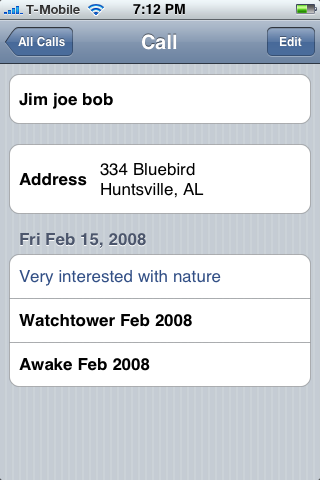 T-Mobile 7:12 PM
All Calls Call Edit
Jim joe bob
Address 334 Bluebird
Huntsville, AL
Fri Feb 15, 2008
Very interested with nature
Watchtower Feb 2008
Awake Feb 2008